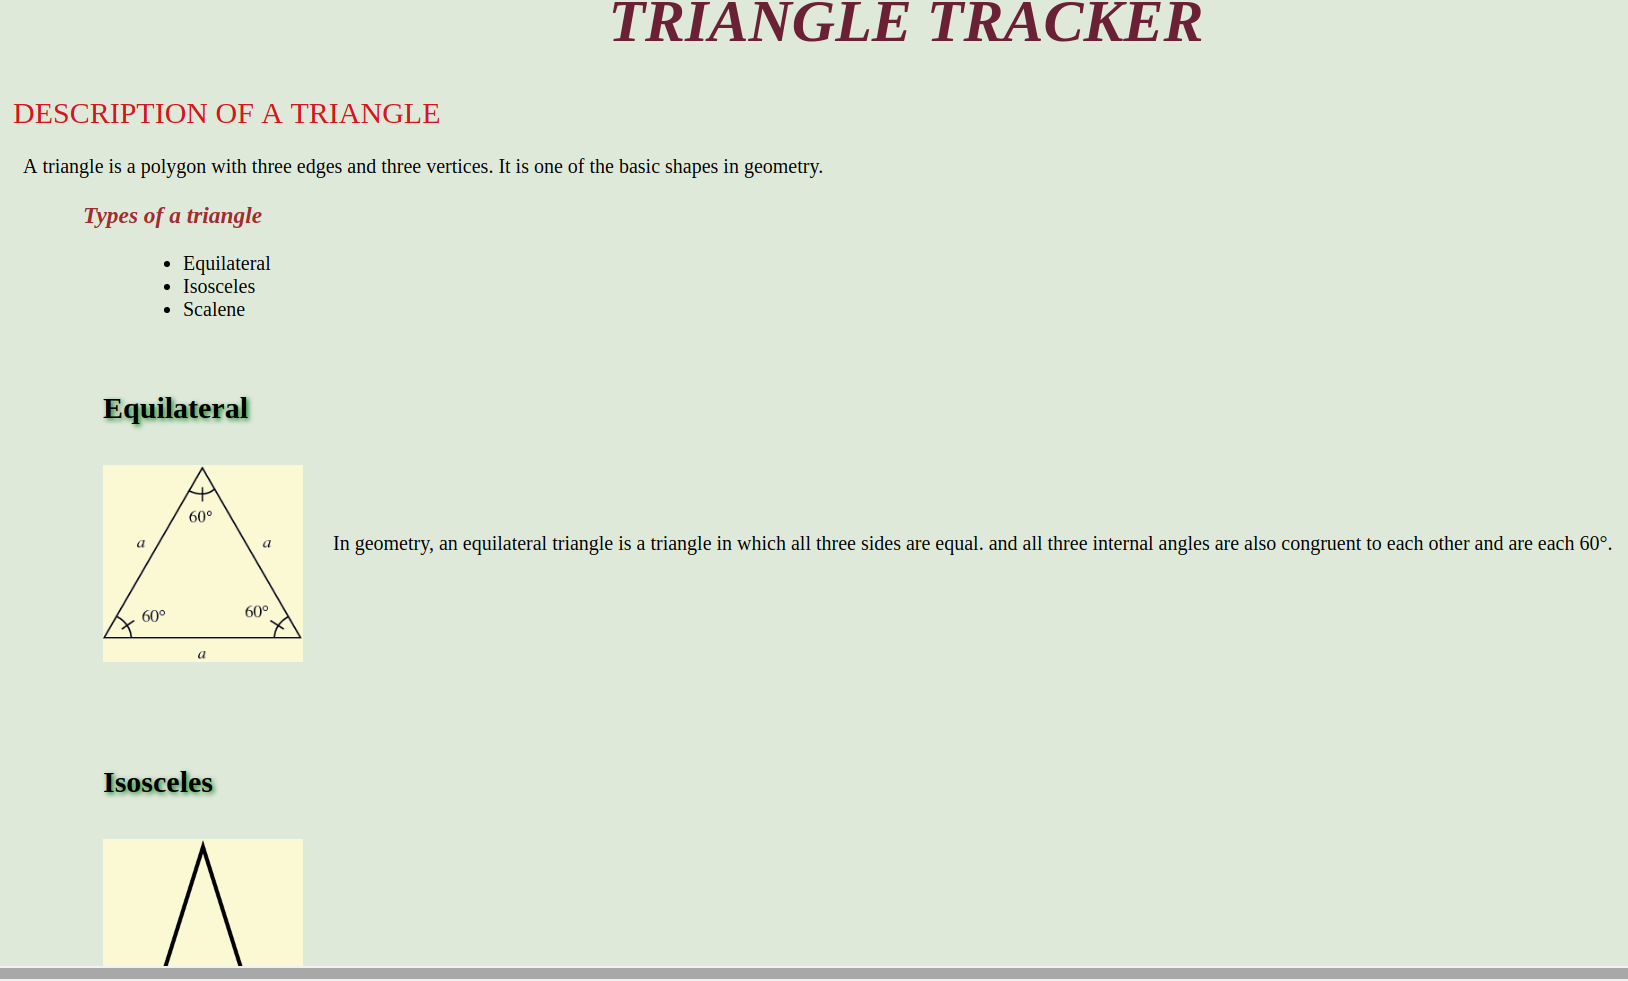 TRIANGLE TRACKER
DESCRIPTION OF A TRIANGLE
A triangle is a polygon with three edges and three vertices. It is one of the basic shapes in geometry.
Types of a triangle
Equilateral
Isosceles
Scalene
Equilateral
60°
a
a
In geometry, an equilateral triangle is a triangle in which all three sides are equal. and all three internal angles are also congruent to each other and are each 60°.
60°
60°
a
Isosceles